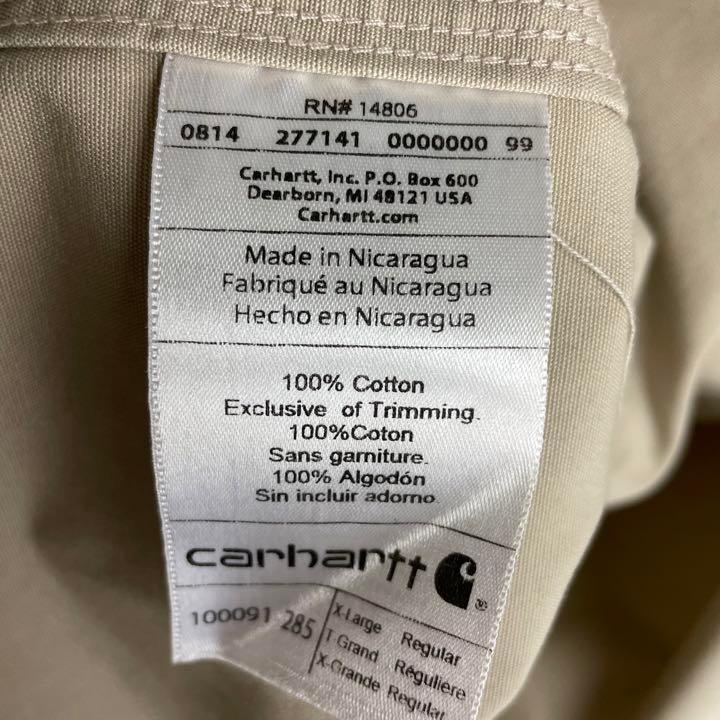 RN# 14806
0814 277141 0000000 99
Carhartt, Inc. P.O. Box 600
Dearborn, MI 48121 USA
Carhartt.com
Made in Nicaragua
Fabriqué au Nicaragua
Hecho en Nicaragua
100% Cotton
Exclusive of Trimming.
100%Coton
Sans garniture.
100% Algodón
Sin incluir adorno.
carhartt
100091 285
X-Large Regular
T-Grand Régulière
X-Grande Regular